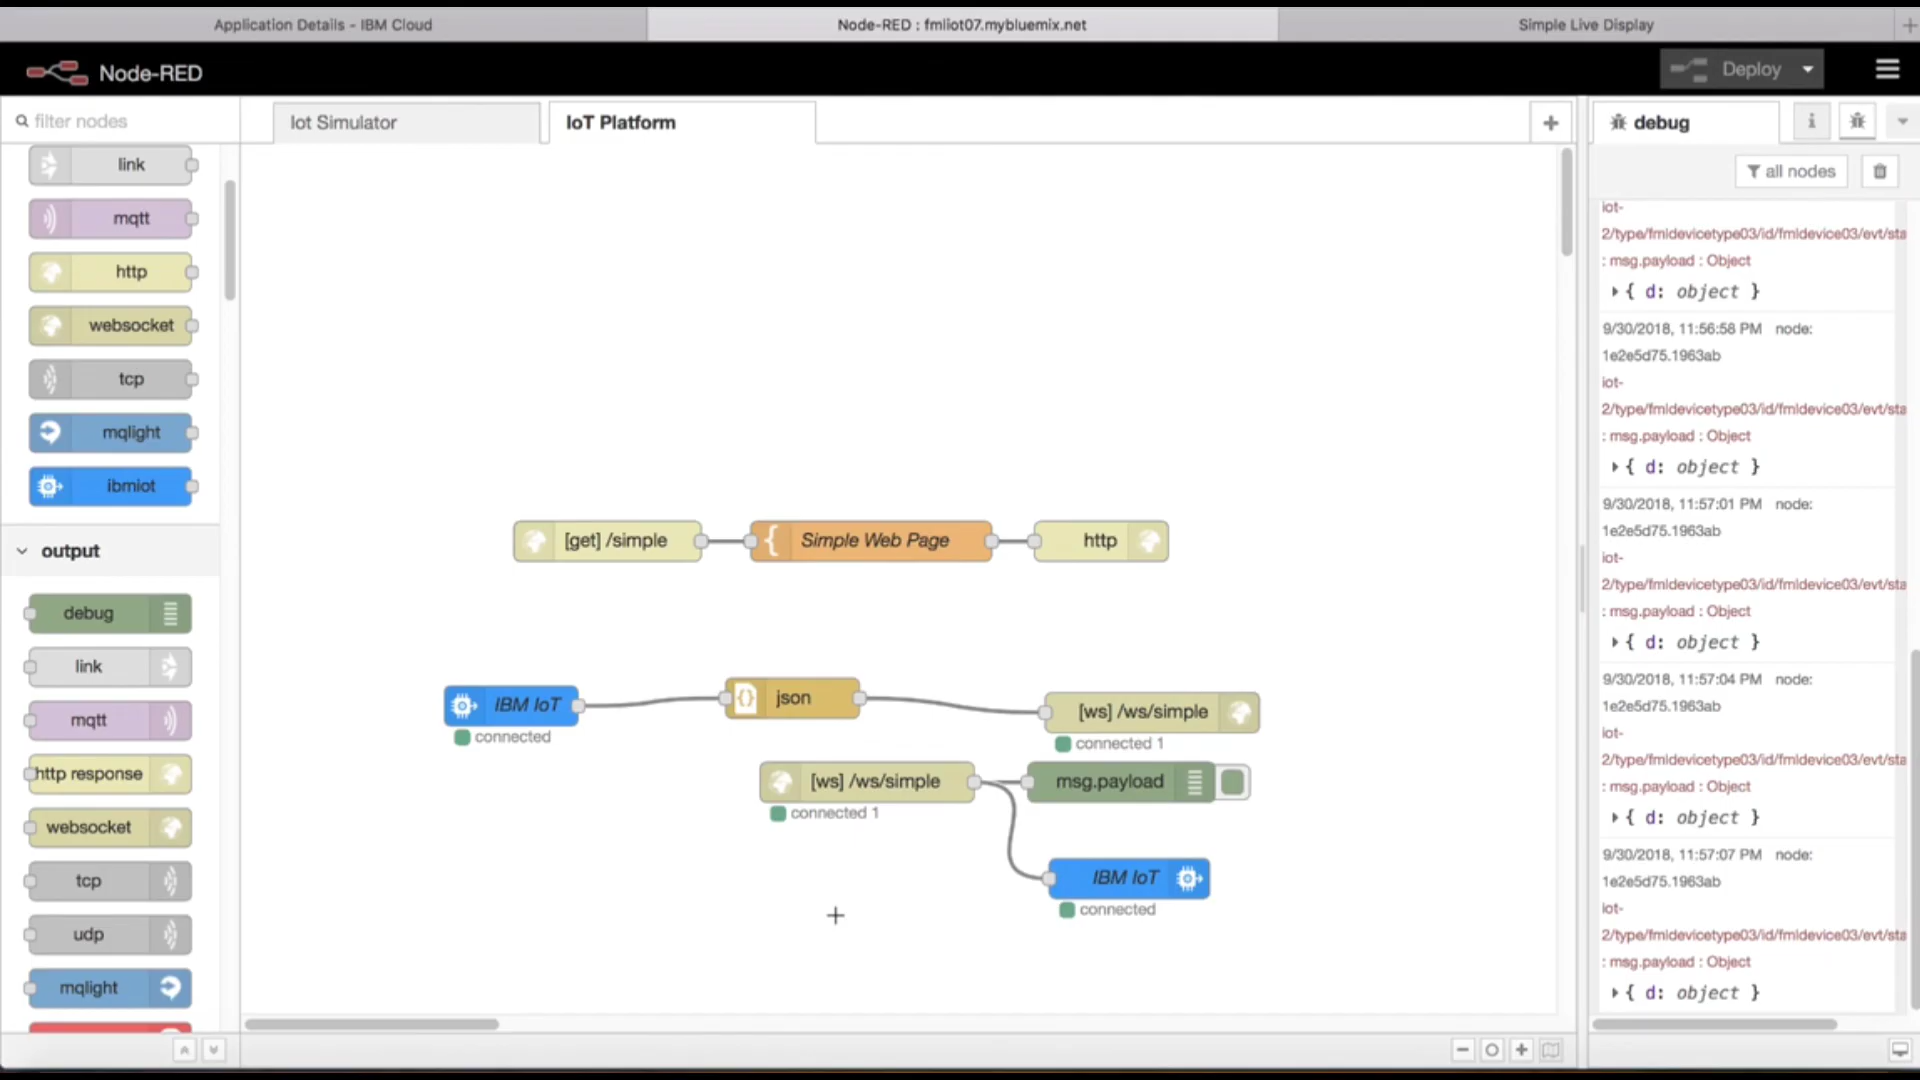 Application Details - IBM Cloud
Node-RED : fmliot07.mybluemix.net
Simple Live Display
Node-RED
Deploy
filter nodes
Iot Simulator
IoT Platform
debug
i
all nodes
link
mqtt
http
websocket
tcp
mqlight
ibmiot
output
debug
link
mqtt
http response
websocket
tcp
udp
mqlight
[get] /simple
Simple Web Page
http
IBM IoT
connected
json
[ws] /ws/simple
connected 1
[ws] /ws/simple
connected 1
msg.payload
IBM IoT
connected
iot-
2/type/fmldevicetype03/id/fmldevice03/evt/sta
: msg.payload : Object
{ d: object }
9/30/2018, 11:56:58 PM node:
1e2e5d75.1963ab
iot-
2/type/fmldevicetype03/id/fmldevice03/evt/sta
: msg.payload : Object
{ d: object }
9/30/2018, 11:57:01 PM node:
1e2e5d75.1963ab
iot-
2/type/fmldevicetype03/id/fmldevice03/evt/sta
: msg.payload : Object
{ d: object }
9/30/2018, 11:57:04 PM node:
1e2e5d75.1963ab
iot-
2/type/fmldevicetype03/id/fmldevice03/evt/sta
: msg.payload : Object
{ d: object }
9/30/2018, 11:57:07 PM node:
1e2e5d75.1963ab
iot-
2/type/fmldevicetype03/id/fmldevice03/evt/sta
: msg.payload : Object
{ d: object }